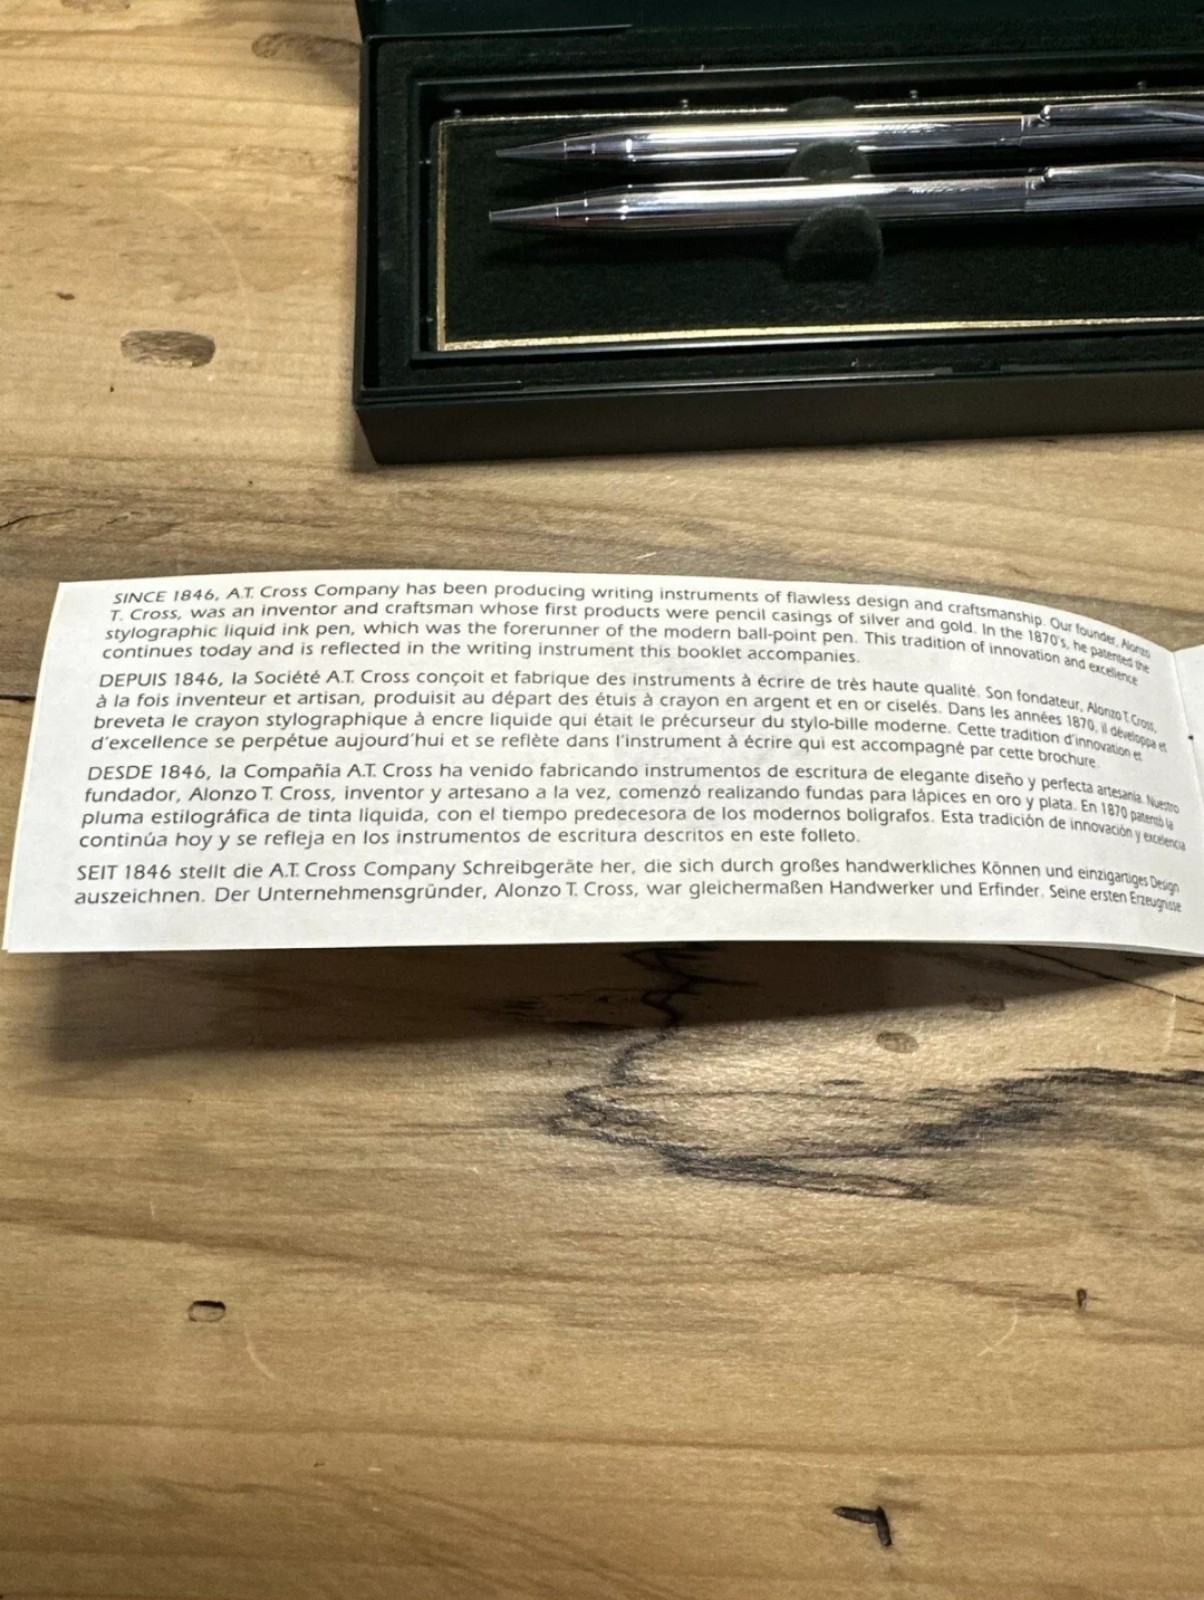 SINCE 1846, A.T. Cross Company has been producing writing instruments of flawless design and craftsmanship. Our founder, Alonzo
T. Cross, was an inventor and craftsman whose first products were pencil casings of silver and gold. In the 1870's, he patented the
stylographic liquid ink pen, which was the forerunner of the modern ball-point pen. This tradition of innovation and excellence
continues today and is reflected in the writing instrument this booklet accompanies.
DEPUIS 1846, la Société A.T. Cross conçoit et fabrique des instruments à écrire de très haute qualité. Son fondateur, Alonzo T. Cross,
à la fois inventeur et artisan, produisit au départ des étuis à crayon en argent et en or ciselés. Dans les années 1870, il développa et
breveta le crayon stylographique à encre liquide qui était le précurseur du stylo-bille moderne. Cette tradition d'innovation et
d'excellence se perpétue aujourd'hui et se reflète dans l'instrument à écrire qui est accompagné par cette brochure.
DESDE 1846, la Compañia A.T. Cross ha venido fabricando instrumentos de escritura de elegante diseño y perfecta artesanía. Nuestro
fundador, Alonzo T. Cross, inventor y artesano a la vez, comenzó realizando fundas para lápices en oro y plata. En 1870 patentó la
pluma estilográfica de tinta líquida, con el tiempo predecesora de los modernos bolígrafos. Esta tradición de innovación y excelencia
continúa hoy y se refleja en los instrumentos de escritura descritos en este folleto.
SEIT 1846 stellt die A.T. Cross Company Schreibgeräte her, die sich durch großes handwerkliches Können und einzigartiges Design
auszeichnen. Der Unternehmensgründer, Alonzo T. Cross, war gleichermaßen Handwerker und Erfinder. Seine ersten Erzeugnisse